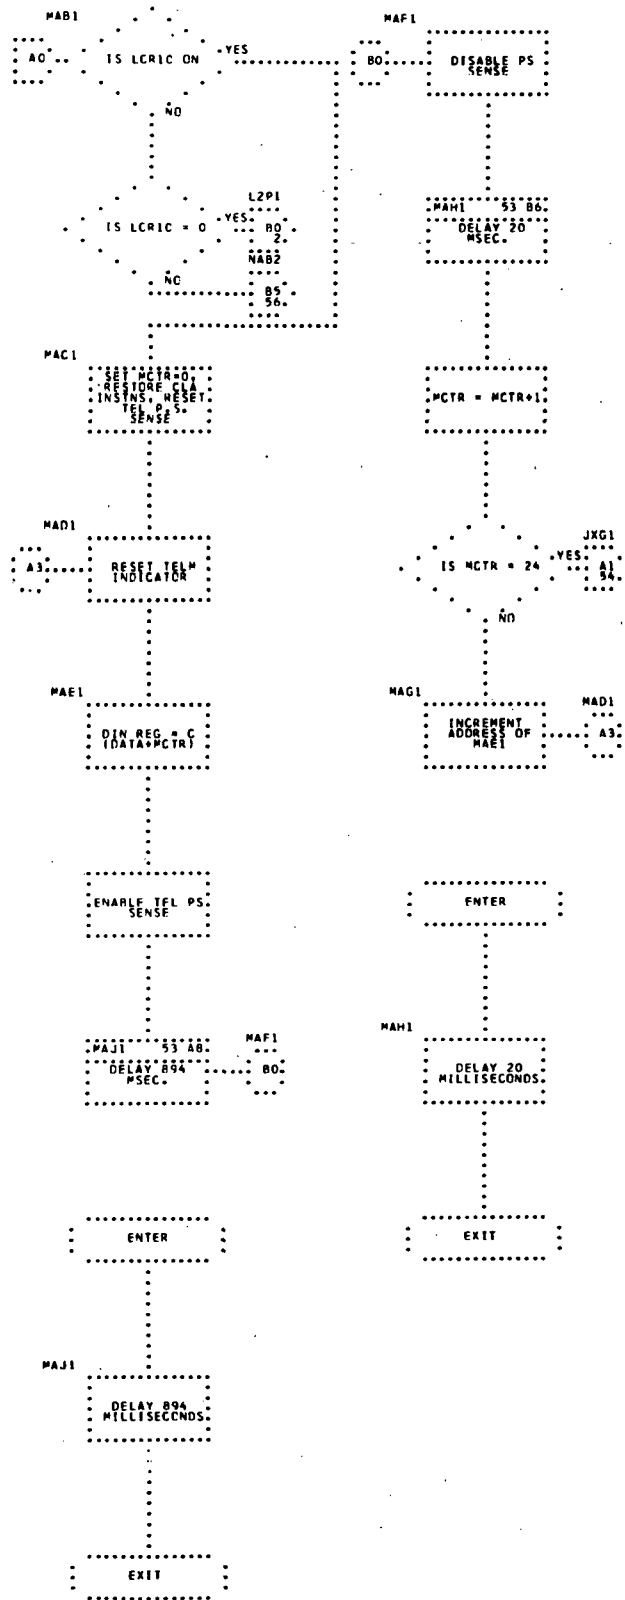 MAB1
A0
IS LCR1C ON
YES
NO
IS LCR1C = 0
YES
L2P1
B0
2
NAB2
NO
B5
56
MAC1
SET MCTR=0,
RESTORE CLA
INSTNS, RESET
TEL P.S.
SENSE
MAD1
A3
RESET TELM
INDICATOR
MAE1
DIN REG = C
(DATA+MCTR)
ENABLE TEL PS
SENSE
MAJ1 53 A8
DELAY 894
MSEC.
MAF1
B0
ENTER
MAJ1
DELAY 894
MILLISECONDS
EXIT
MAF1
B0
DISABLE PS
SENSE
MAH1 53 B6
DELAY 20
MSEC.
MCTR = MCTR+1
IS MCTR = 24
YES
JXG1
A1
54
NO
MAG1
INCREMENT
ADDRESS OF
MAE1
MAD1
A3
ENTER
MAH1
DELAY 20
MILLISECONDS
EXIT